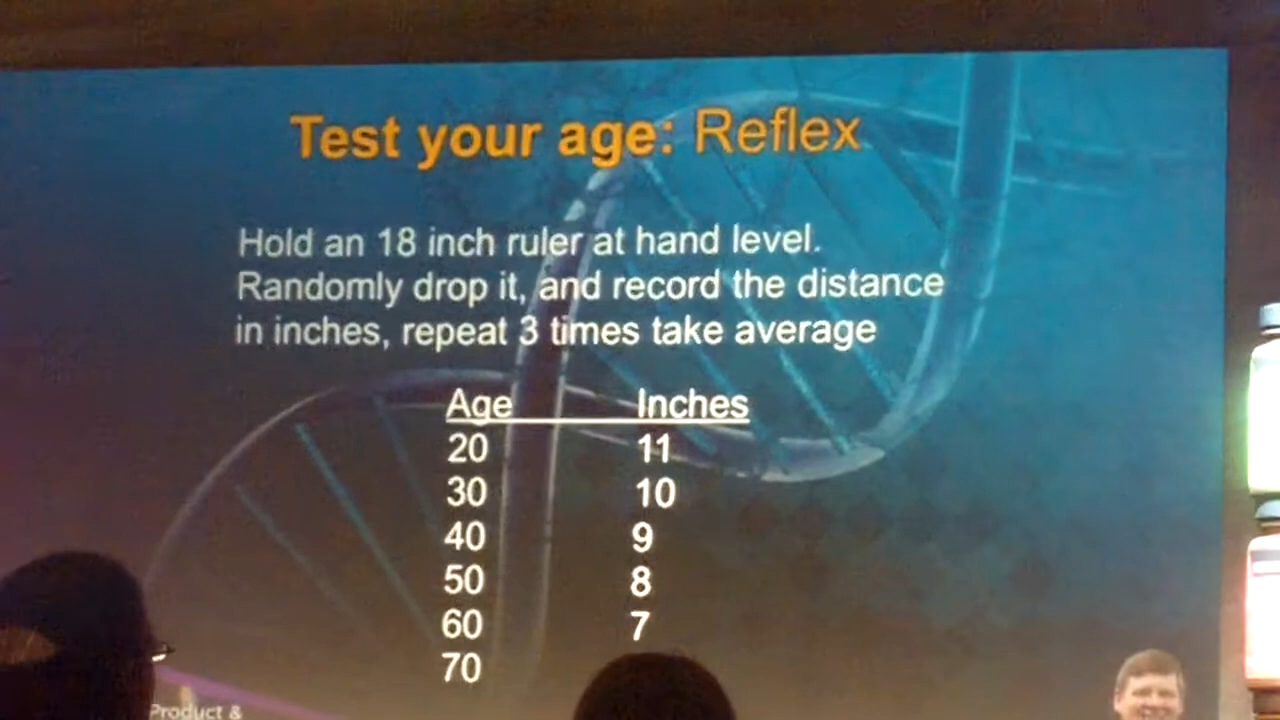 Test your age: Reflex
Hold an 18 inch ruler at hand level.
Randomly drop it, and record the distance
in inches, repeat 3 times take average
Age Inches
20 11
30 10
40 9
50 8
60 7
70
Product &